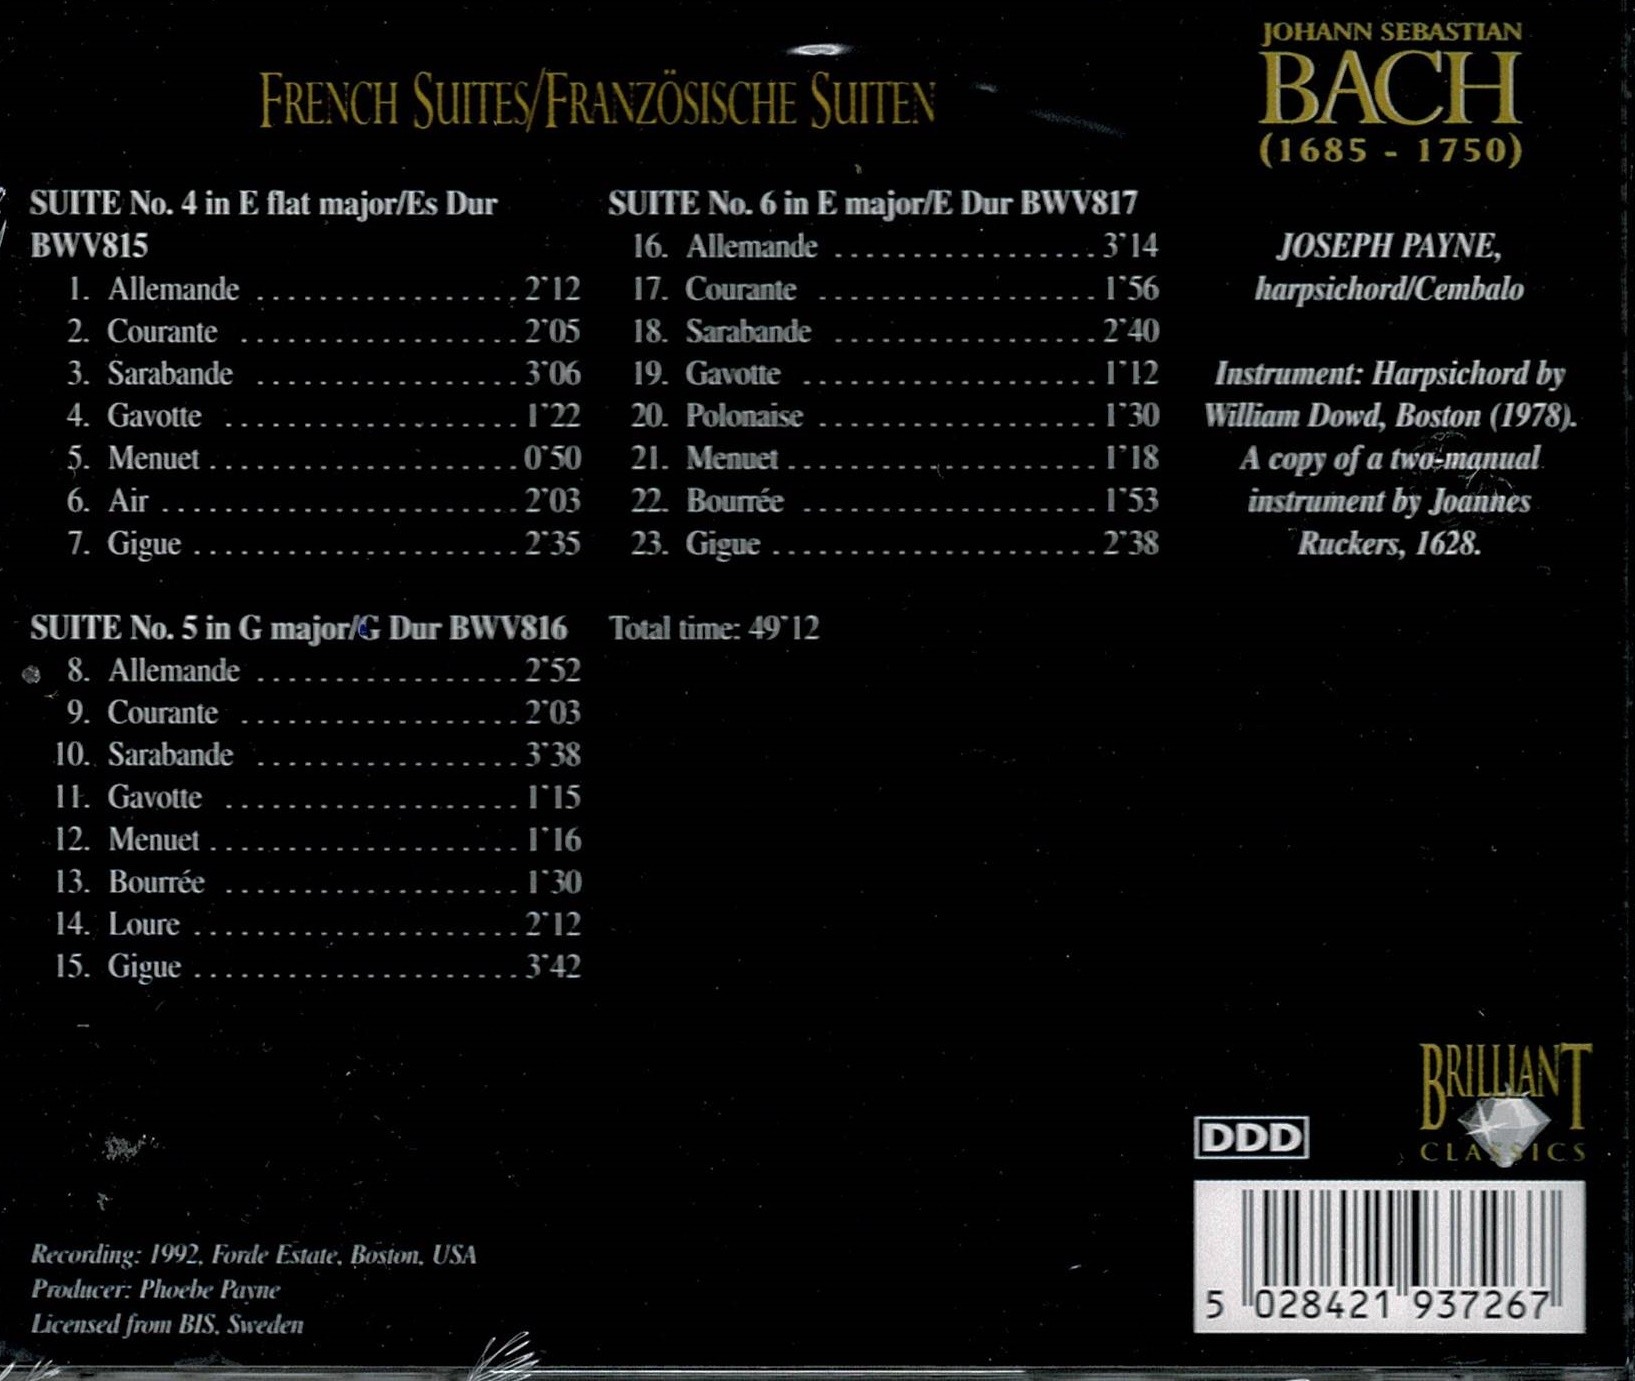 FRENCH SUITES/FRANZÖSISCHE SUITEN
SUITE No. 4 in E flat major/Es Dur
BWV815
1. Allemande ................. 2'12
2. Courante .................. 2'05
3. Sarabande ................. 3'06
4. Gavotte ................... 1'22
5. Menuet .................... 0'50
6. Air ....................... 2'03
7. Gigue ..................... 2'35
SUITE No. 5 in G major/G Dur BWV816
8. Allemande ................. 2'52
9. Courante .................. 2'03
10. Sarabande ................. 3'38
11. Gavotte ................... 1'15
12. Menuet .................... 1'16
13. Bourrée ................... 1'30
14. Loure ..................... 2'12
15. Gigue ..................... 3'42
SUITE No. 6 in E major/E Dur BWV817
16. Allemande ................. 3'14
17. Courante .................. 1'56
18. Sarabande ................. 2'40
19. Gavotte ................... 1'12
20. Polonaise ................. 1'30
21. Menuet .................... 1'18
22. Bourrée ................... 1'53
23. Gigue ..................... 2'38
Total time: 49'12
JOHANN SEBASTIAN
BACH
(1685 - 1750)
JOSEPH PAYNE,
harpsichord/Cembalo
Instrument: Harpsichord by
William Dowd, Boston (1978).
A copy of a two-manual
instrument by Joannes
Ruckers, 1628.
Recording: 1992, Forde Estate, Boston, USA
Producer: Phoebe Payne
Licensed from BIS, Sweden
DDD
BRILLIANT
CLASSICS
5 028421 937267